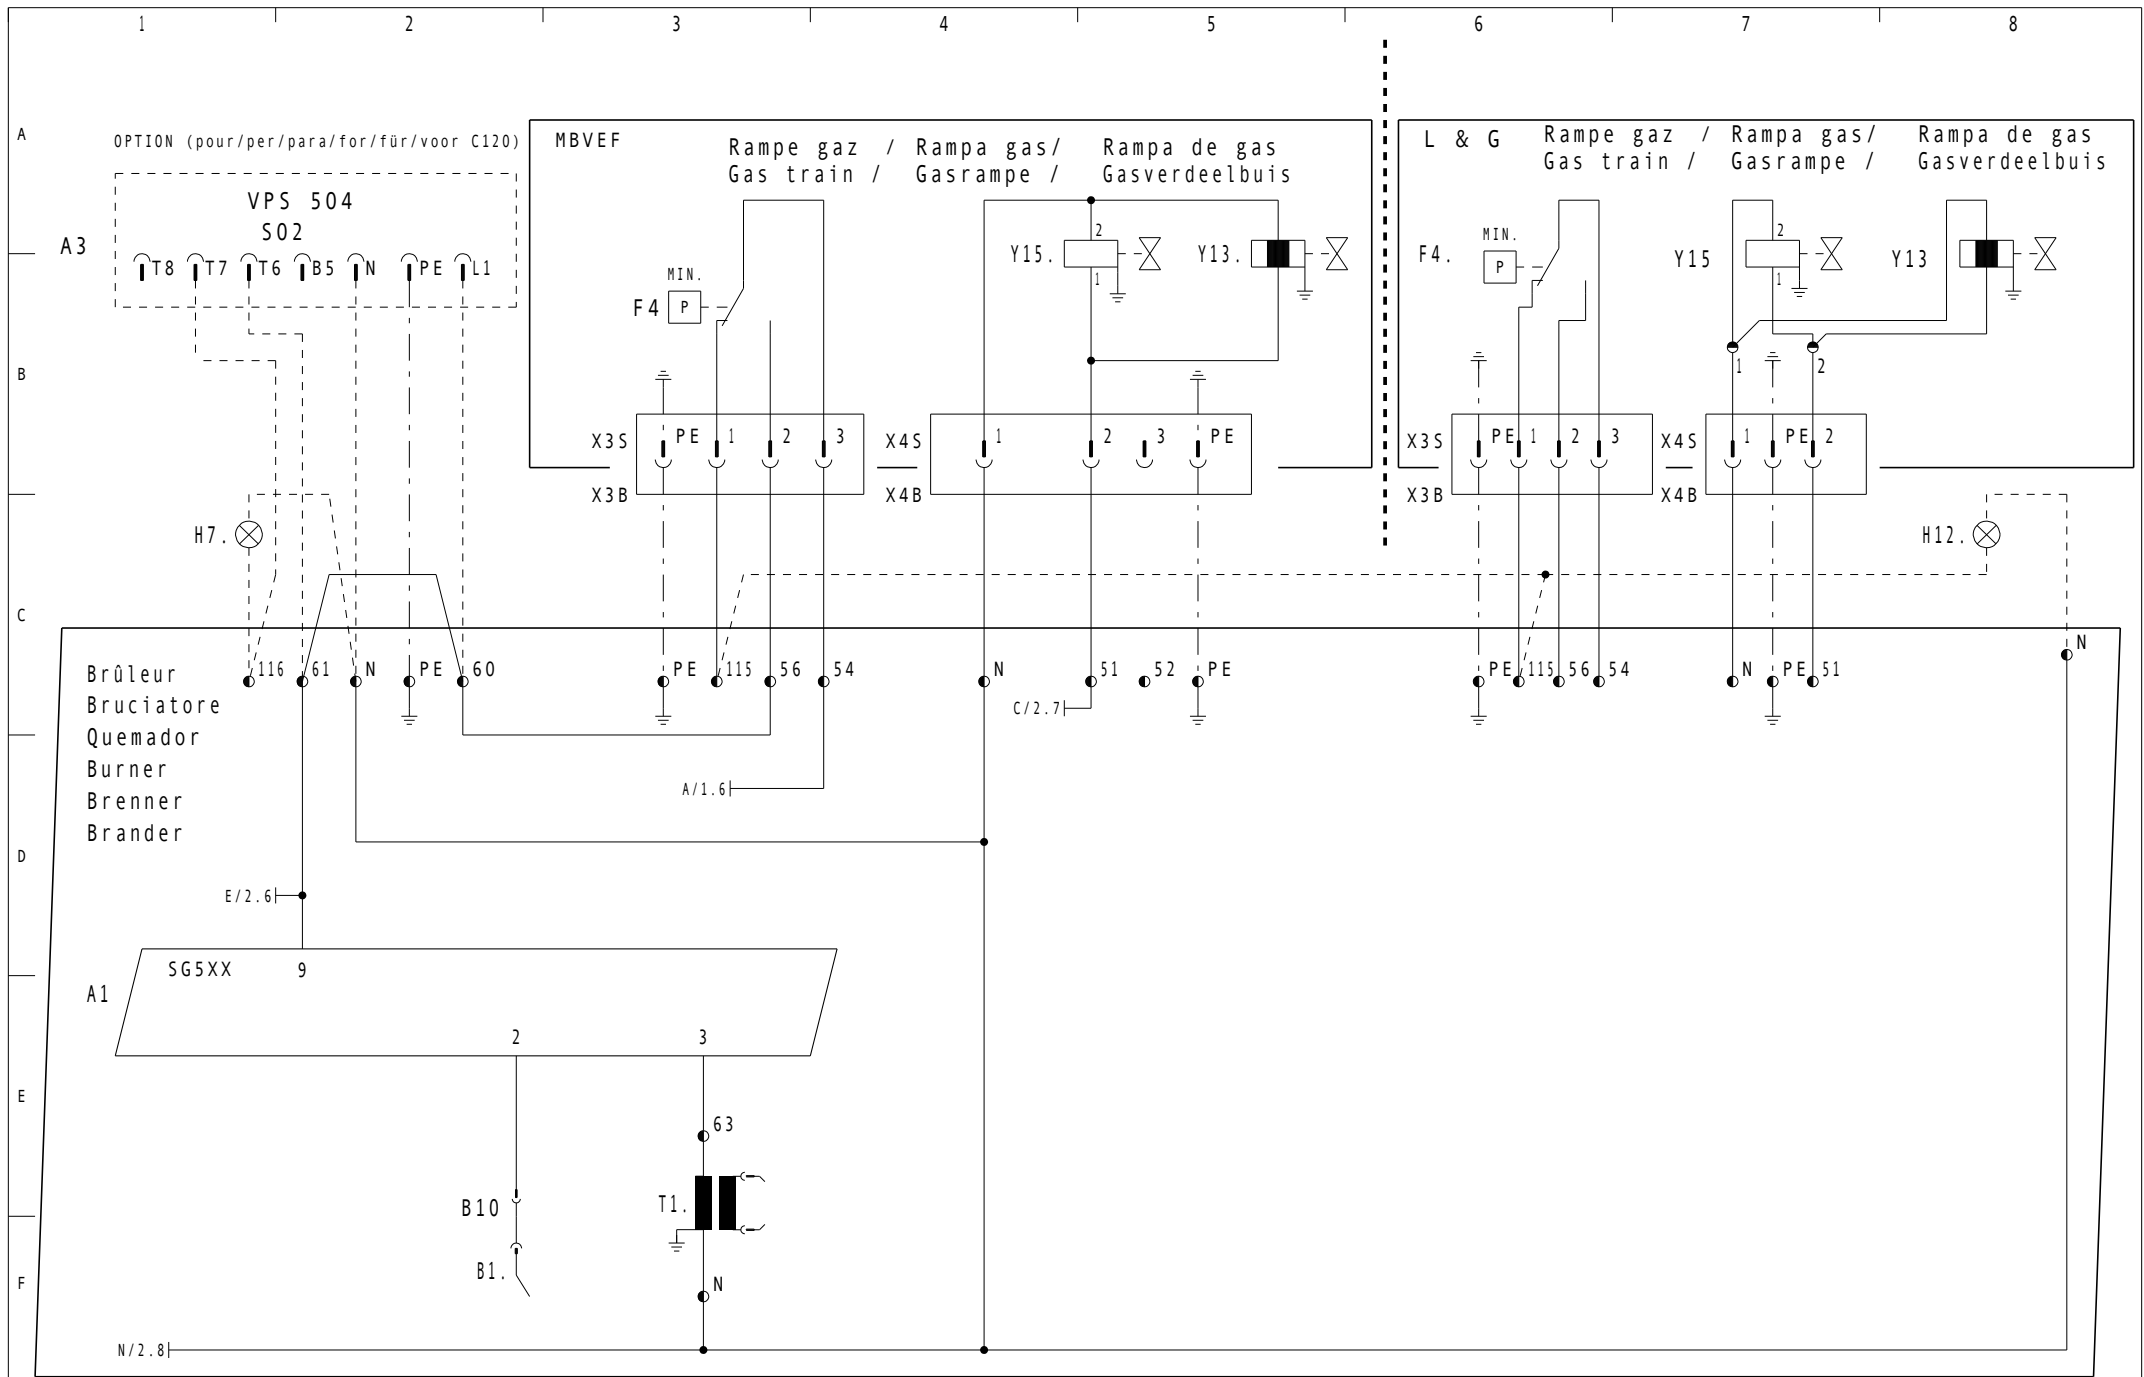 1 2 3 4 5 6 7 8
A
B
C
D
E
F
OPTION (pour/per/para/for/für/voor C120)
VPS 504
S02
A3
T8 T7 T6 B5 N PE L1
MBVEF
Rampe gaz / Rampa gas/ Rampa de gas
Gas train / Gasrampe / Gasverdeelbuis
MIN.
F4 P
Y15. 2 1
Y13.
X3S PE 1 2 3
X3B
X4S 1 2 3 PE
X4B
L & G
Rampe gaz / Rampa gas/ Rampa de gas
Gas train / Gasrampe / Gasverdeelbuis
MIN.
F4. P
Y15 2 1
Y13
1 2
X3S PE 1 2 3
X3B
X4S 1 PE 2
X4B
H7.
H12.
116 61 N PE 60
PE 115 56 54
N 51 52 PE
PE 115 56 54
N PE 51
N
C/2.7
A/1.6
Brûleur
Bruciatore
Quemador
Burner
Brenner
Brander
E/2.6
SG5XX 9
A1
2 3
63
B10
T1.
B1.
N
N/2.8